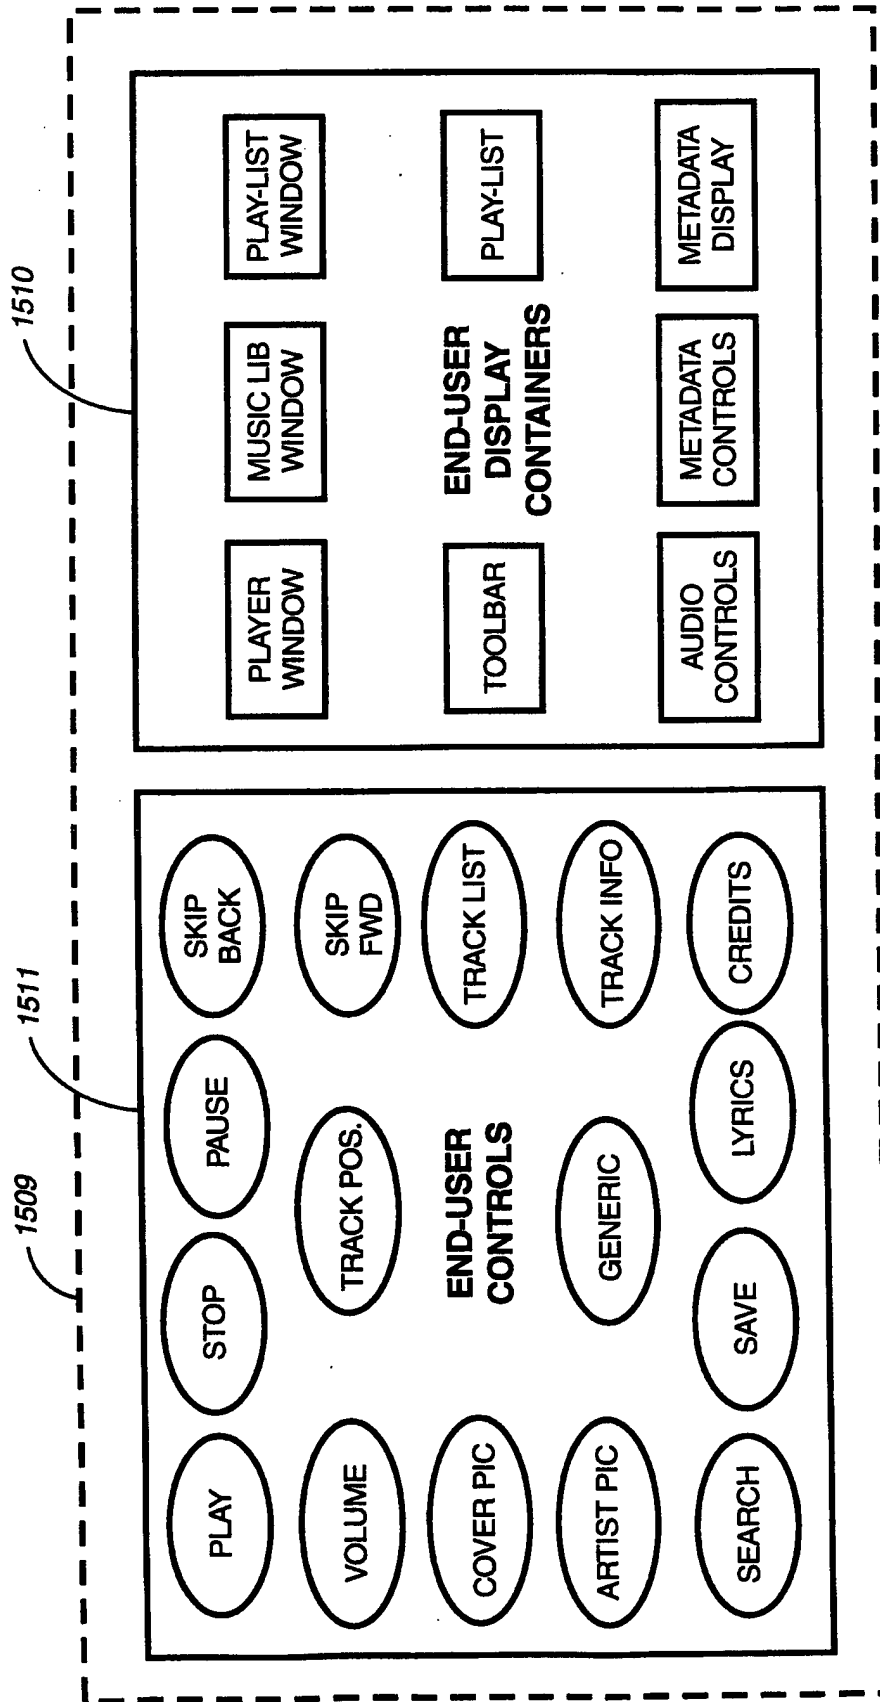 1509
1511
1510
PLAY
STOP
PAUSE
SKIP
BACK
VOLUME
TRACK POS.
SKIP
FWD
COVER PIC
END-USER
CONTROLS
TRACK LIST
ARTIST PIC
GENERIC
TRACK INFO
SEARCH
SAVE
LYRICS
CREDITS
PLAYER
WINDOW
MUSIC LIB
WINDOW
PLAY-LIST
WINDOW
TOOLBAR
END-USER
DISPLAY
CONTAINERS
PLAY-LIST
AUDIO
CONTROLS
METADATA
CONTROLS
METADATA
DISPLAY